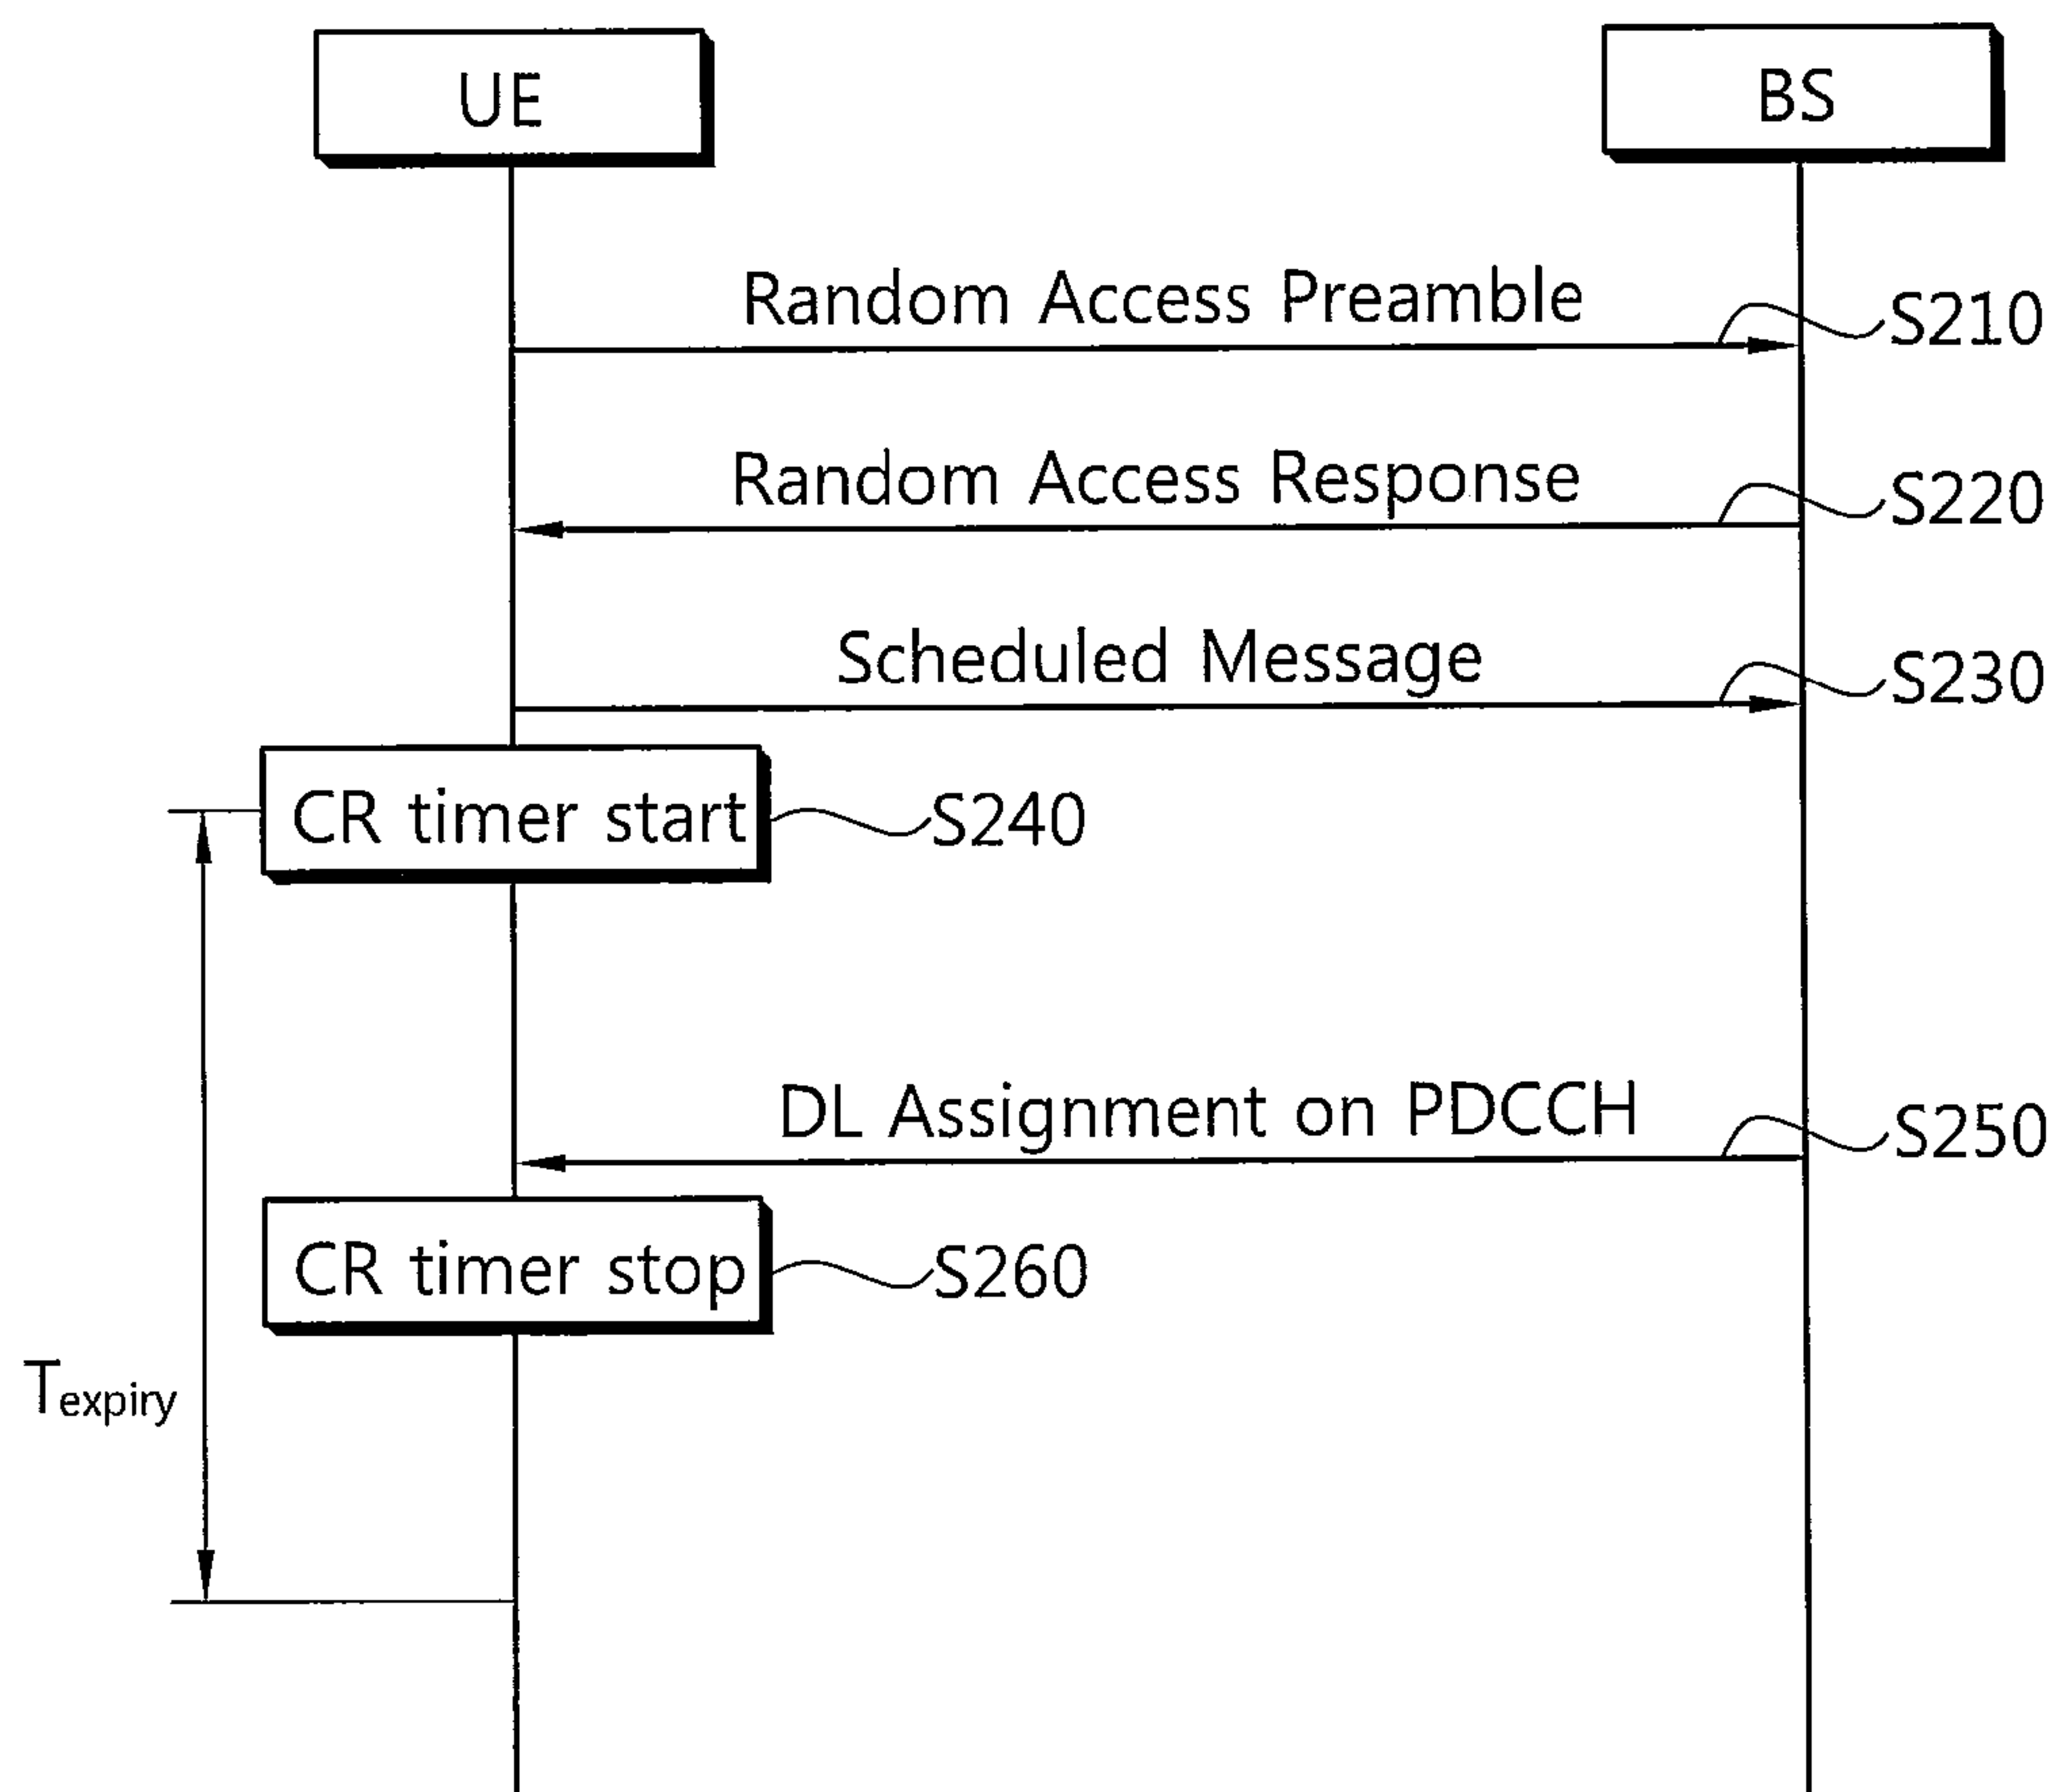 UE
BS
Random Access Preamble
S210
Random Access Response
S220
Scheduled Message
S230
CR timer start
S240
DL Assignment on PDCCH
S250
CR timer stop
S260
Texpiry